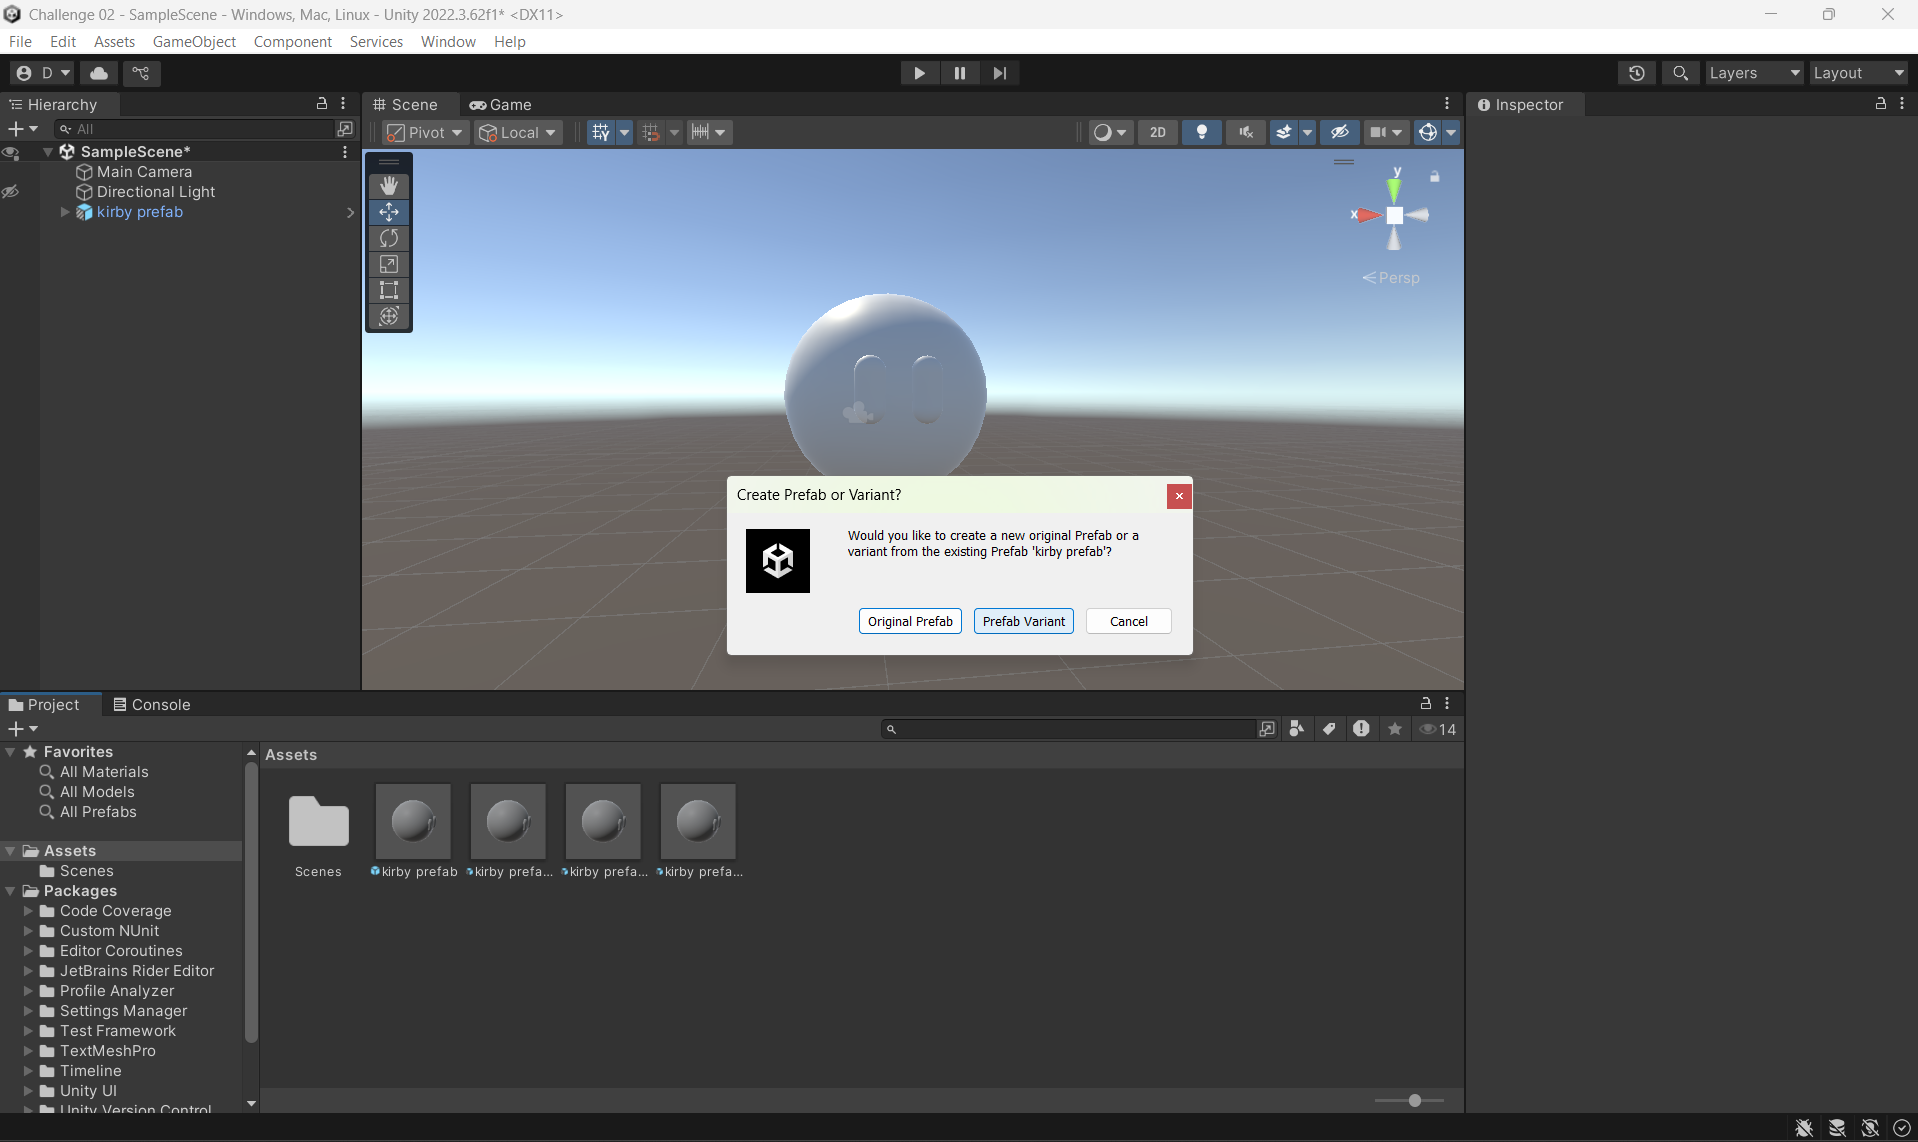 Challenge 02 - SampleScene - Windows, Mac, Linux - Unity 2022.3.62f1* <DX11>
File Edit Assets GameObject Component Services Window Help
D
Layers
Layout
Hierarchy
All
SampleScene*
Main Camera
Directional Light
kirby prefab
Scene
Game
Pivot
Local
2D
y
x
Persp
Inspector
Create Prefab or Variant?
Would you like to create a new original Prefab or a
variant from the existing Prefab 'kirby prefab'?
Original Prefab
Prefab Variant
Cancel
Project
Console
14
Favorites
All Materials
All Models
All Prefabs
Assets
Scenes
Packages
Code Coverage
Custom NUnit
Editor Coroutines
JetBrains Rider Editor
Profile Analyzer
Settings Manager
Test Framework
TextMeshPro
Timeline
Unity UI
Unity Version Control
Assets
Scenes
kirby prefab
kirby prefa...
kirby prefa...
kirby prefa...